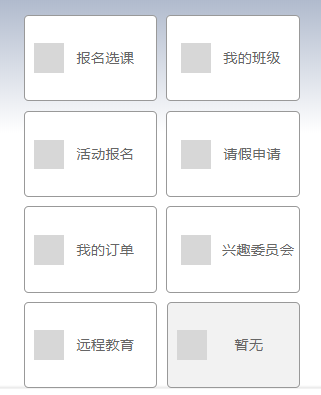 报名选课
我的班级
活动报名
请假申请
我的订单
兴趣委员会
远程教育
暂无